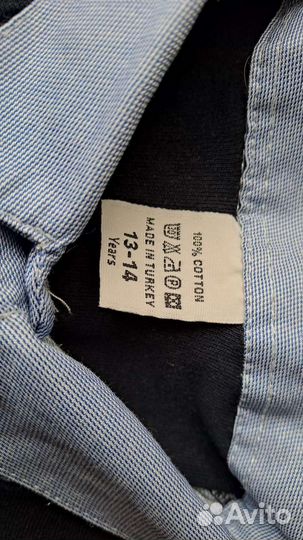 100% COTTON
MADE IN TURKEY
13-14
Years
Avito